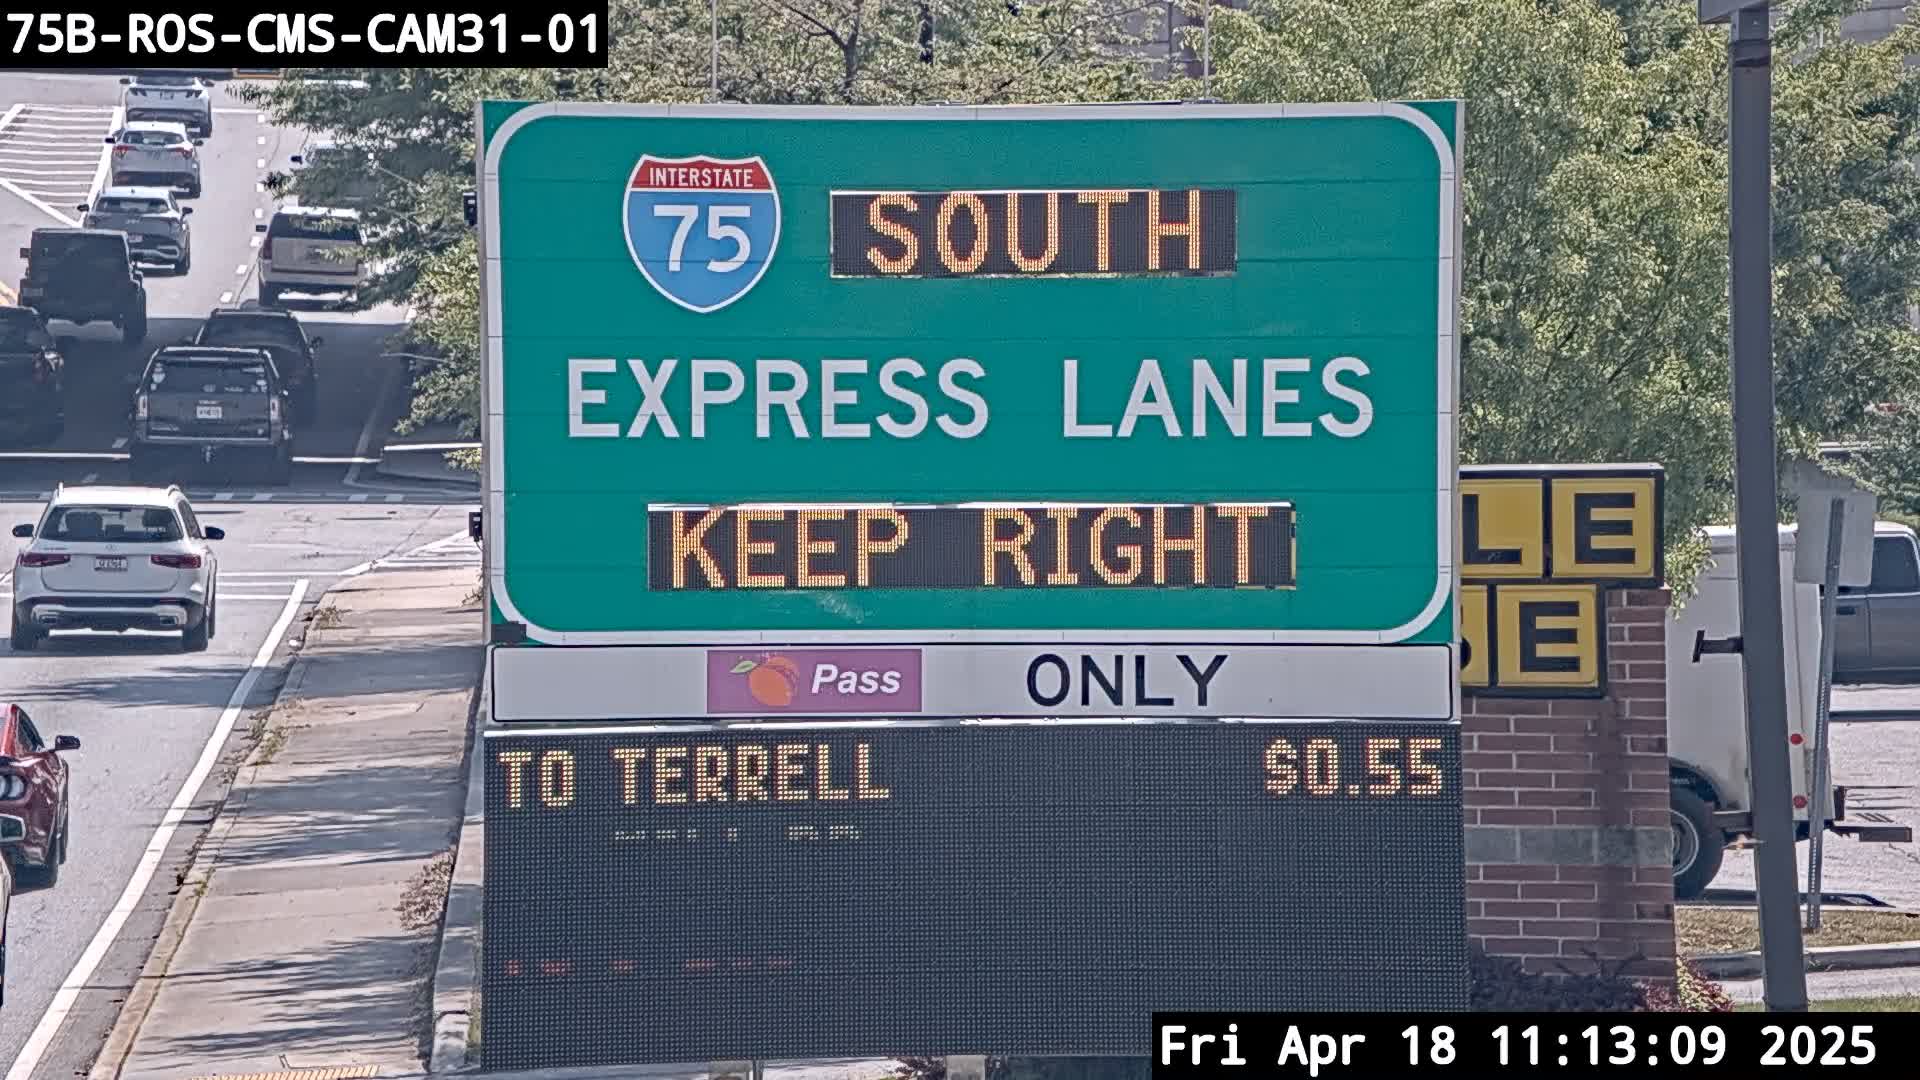 75B-ROS-CMS-CAM31-01
INTERSTATE
75
SOUTH
EXPRESS LANES
KEEP RIGHT
Pass ONLY
TO TERRELL $0.55
LE
E
Fri Apr 18 11:13:09 2025